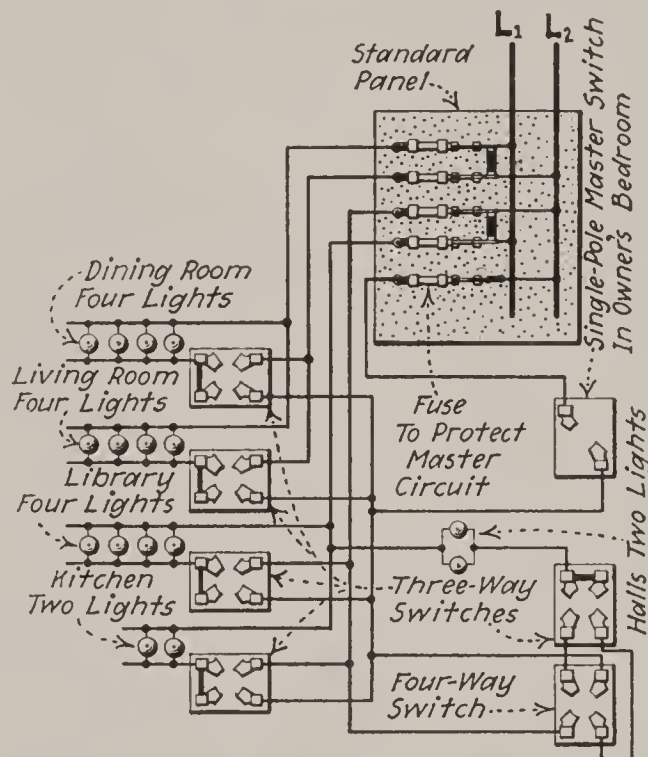 L1 L2
Standard
Panel
Single-Pole Master Switch
In Owner's Bedroom
Dining Room
Four Lights
Living Room
Four Lights
Library
Four Lights
Kitchen
Two Lights
Fuse
To Protect
Master
Circuit
Halls Two Lights
Three-Way
Switches
Four-Way
Switch